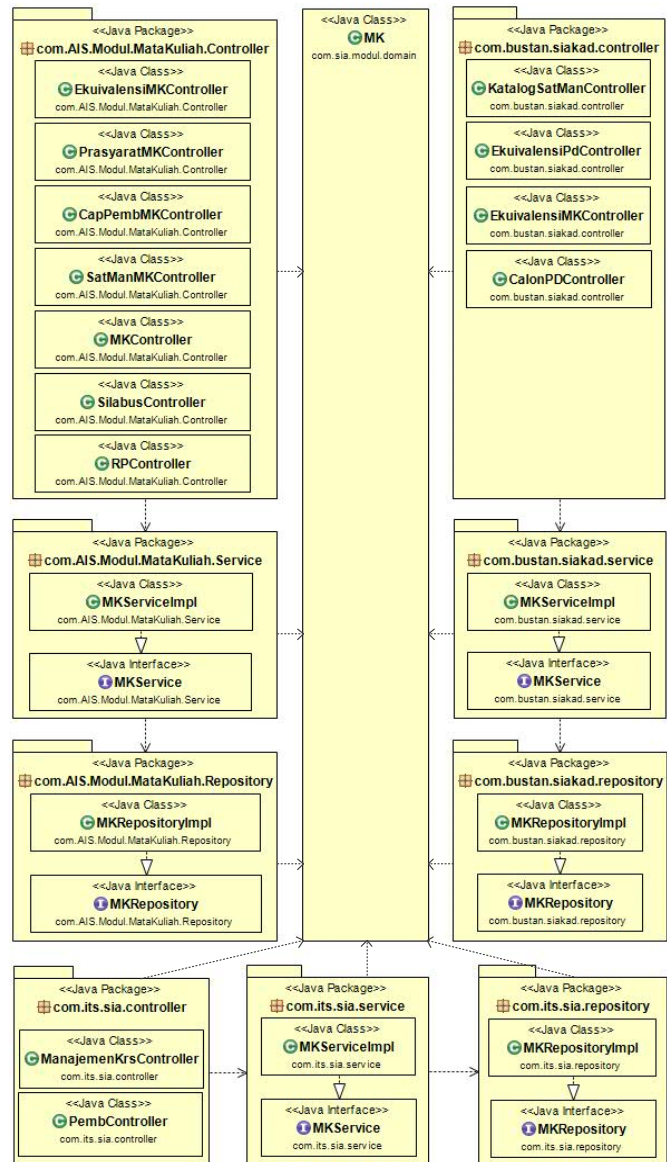 <<Java Package>>
com.AIS.Modul.MataKuliah.Controller
<<Java Class>>
EkuivalensiMKController
com.AIS.Modul.MataKuliah.Controller
<<Java Class>>
PrasyaratMKController
com.AIS.Modul.MataKuliah.Controller
<<Java Class>>
CapPembMKController
com.AIS.Modul.MataKuliah.Controller
<<Java Class>>
SatManMKController
com.AIS.Modul.MataKuliah.Controller
<<Java Class>>
MKController
com.AIS.Modul.MataKuliah.Controller
<<Java Class>>
SilabusController
com.AIS.Modul.MataKuliah.Controller
<<Java Class>>
RPController
com.AIS.Modul.MataKuliah.Controller
<<Java Class>>
MK
com.sia.modul.domain
<<Java Package>>
com.bustan.siakad.controller
<<Java Class>>
KatalogSatManController
com.bustan.siakad.controller
<<Java Class>>
EkuivalensiPdController
com.bustan.siakad.controller
<<Java Class>>
EkuivalensiMKController
com.bustan.siakad.controller
<<Java Class>>
CalonPDController
com.bustan.siakad.controller
<<Java Package>>
com.AIS.Modul.MataKuliah.Service
<<Java Class>>
MKServiceImpl
com.AIS.Modul.MataKuliah.Service
<<Java Interface>>
MKService
com.AIS.Modul.MataKuliah.Service
<<Java Package>>
com.bustan.siakad.service
<<Java Class>>
MKServiceImpl
com.bustan.siakad.service
<<Java Interface>>
MKService
com.bustan.siakad.service
<<Java Package>>
com.AIS.Modul.MataKuliah.Repository
<<Java Class>>
MKRepositoryImpl
com.AIS.Modul.MataKuliah.Repository
<<Java Interface>>
MKRepository
com.AIS.Modul.MataKuliah.Repository
<<Java Package>>
com.bustan.siakad.repository
<<Java Class>>
MKRepositoryImpl
com.bustan.siakad.repository
<<Java Interface>>
MKRepository
com.bustan.siakad.repository
<<Java Package>>
com.its.sia.controller
<<Java Class>>
ManajemenKrsController
com.its.sia.controller
<<Java Class>>
PembController
com.its.sia.controller
<<Java Package>>
com.its.sia.service
<<Java Class>>
MKServiceImpl
com.its.sia.service
<<Java Interface>>
MKService
com.its.sia.service
<<Java Package>>
com.its.sia.repository
<<Java Class>>
MKRepositoryImpl
com.its.sia.repository
<<Java Interface>>
MKRepository
com.its.sia.repository